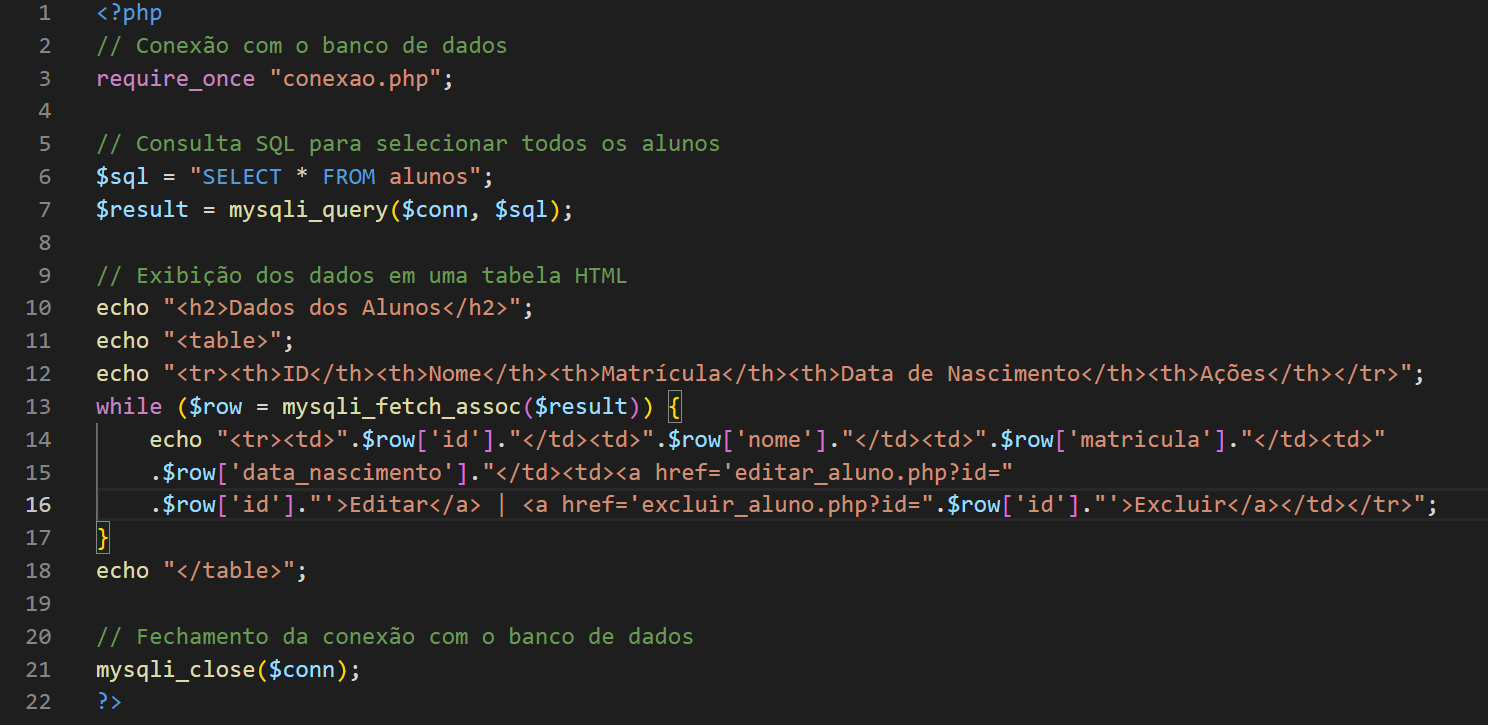 1 <?php
2 // Conexão com o banco de dados
3 require_once "conexao.php";
4
5 // Consulta SQL para selecionar todos os alunos
6 $sql = "SELECT * FROM alunos";
7 $result = mysqli_query($conn, $sql);
8
9 // Exibição dos dados em uma tabela HTML
10 echo "<h2>Dados dos Alunos</h2>";
11 echo "<table>";
12 echo "<tr><th>ID</th><th>Nome</th><th>Matrícula</th><th>Data de Nascimento</th><th>Ações</th></tr>";
13 while ($row = mysqli_fetch_assoc($result)) {
14     echo "<tr><td>".$row['id']."</td><td>".$row['nome']."</td><td>".$row['matricula']."</td><td>"
15     .$row['data_nascimento']."</td><td><a href='editar_aluno.php?id="
16     .$row['id']."'>Editar</a> | <a href='excluir_aluno.php?id=".$row['id']."'>Excluir</a></td></tr>";
17 }
18 echo "</table>";
19
20 // Fechamento da conexão com o banco de dados
21 mysqli_close($conn);
22 ?>